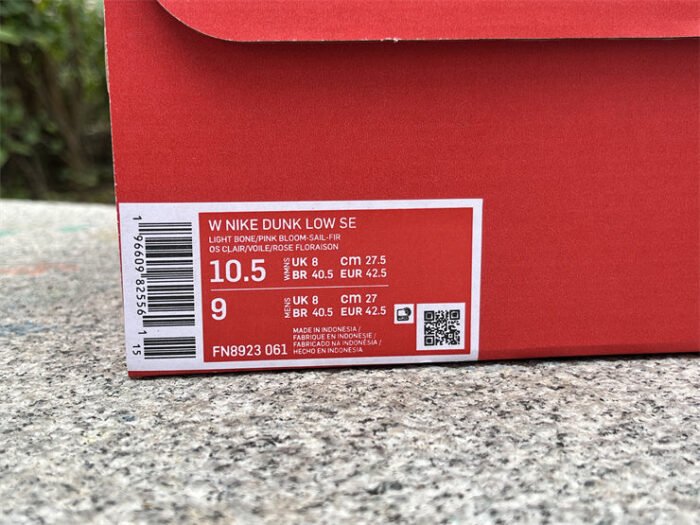 W NIKE DUNK LOW SE
LIGHT BONE/PINK BLOOM-SAIL-FIR
OS CLAIR/VOILE/ROSE FLORAISON
10.5 WMNS UK 8 cm 27.5
BR 40.5 EUR 42.5
9 MENS UK 8 cm 27
BR 40.5 EUR 42.5
MADE IN INDONESIA /
FABRIQUE EN INDONESIE /
FABRICADO NA INDONÉSIA /
HECHO EN INDONESIA
FN8923 061
1 96609 82556 1
15